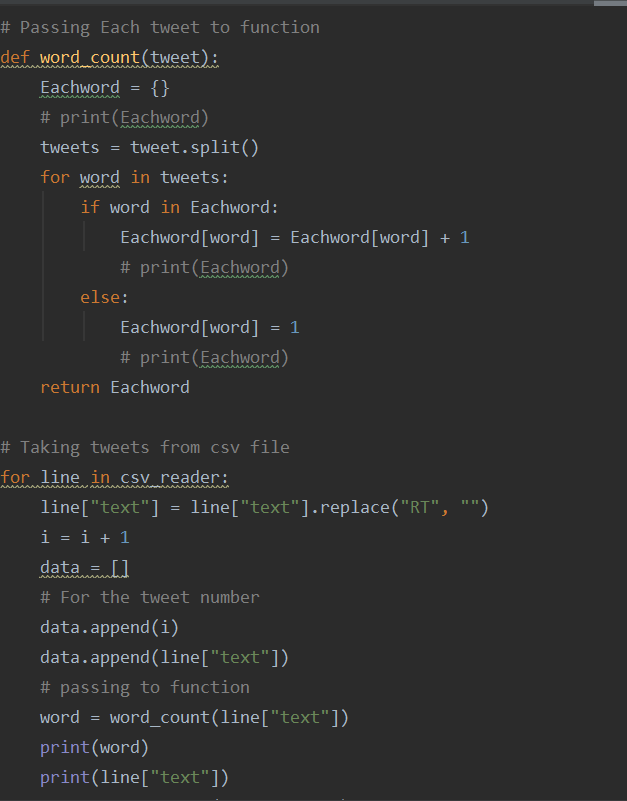 # Passing Each tweet to function
def word_count(tweet):
    Eachword = {}
    # print(Eachword)
    tweets = tweet.split()
    for word in tweets:
        if word in Eachword:
            Eachword[word] = Eachword[word] + 1
            # print(Eachword)
        else:
            Eachword[word] = 1
            # print(Eachword)
    return Eachword

# Taking tweets from csv file
for line in csv_reader:
    line["text"] = line["text"].replace("RT", "")
    i = i + 1
    data = []
    # For the tweet number
    data.append(i)
    data.append(line["text"])
    # passing to function
    word = word_count(line["text"])
    print(word)
    print(line["text"])